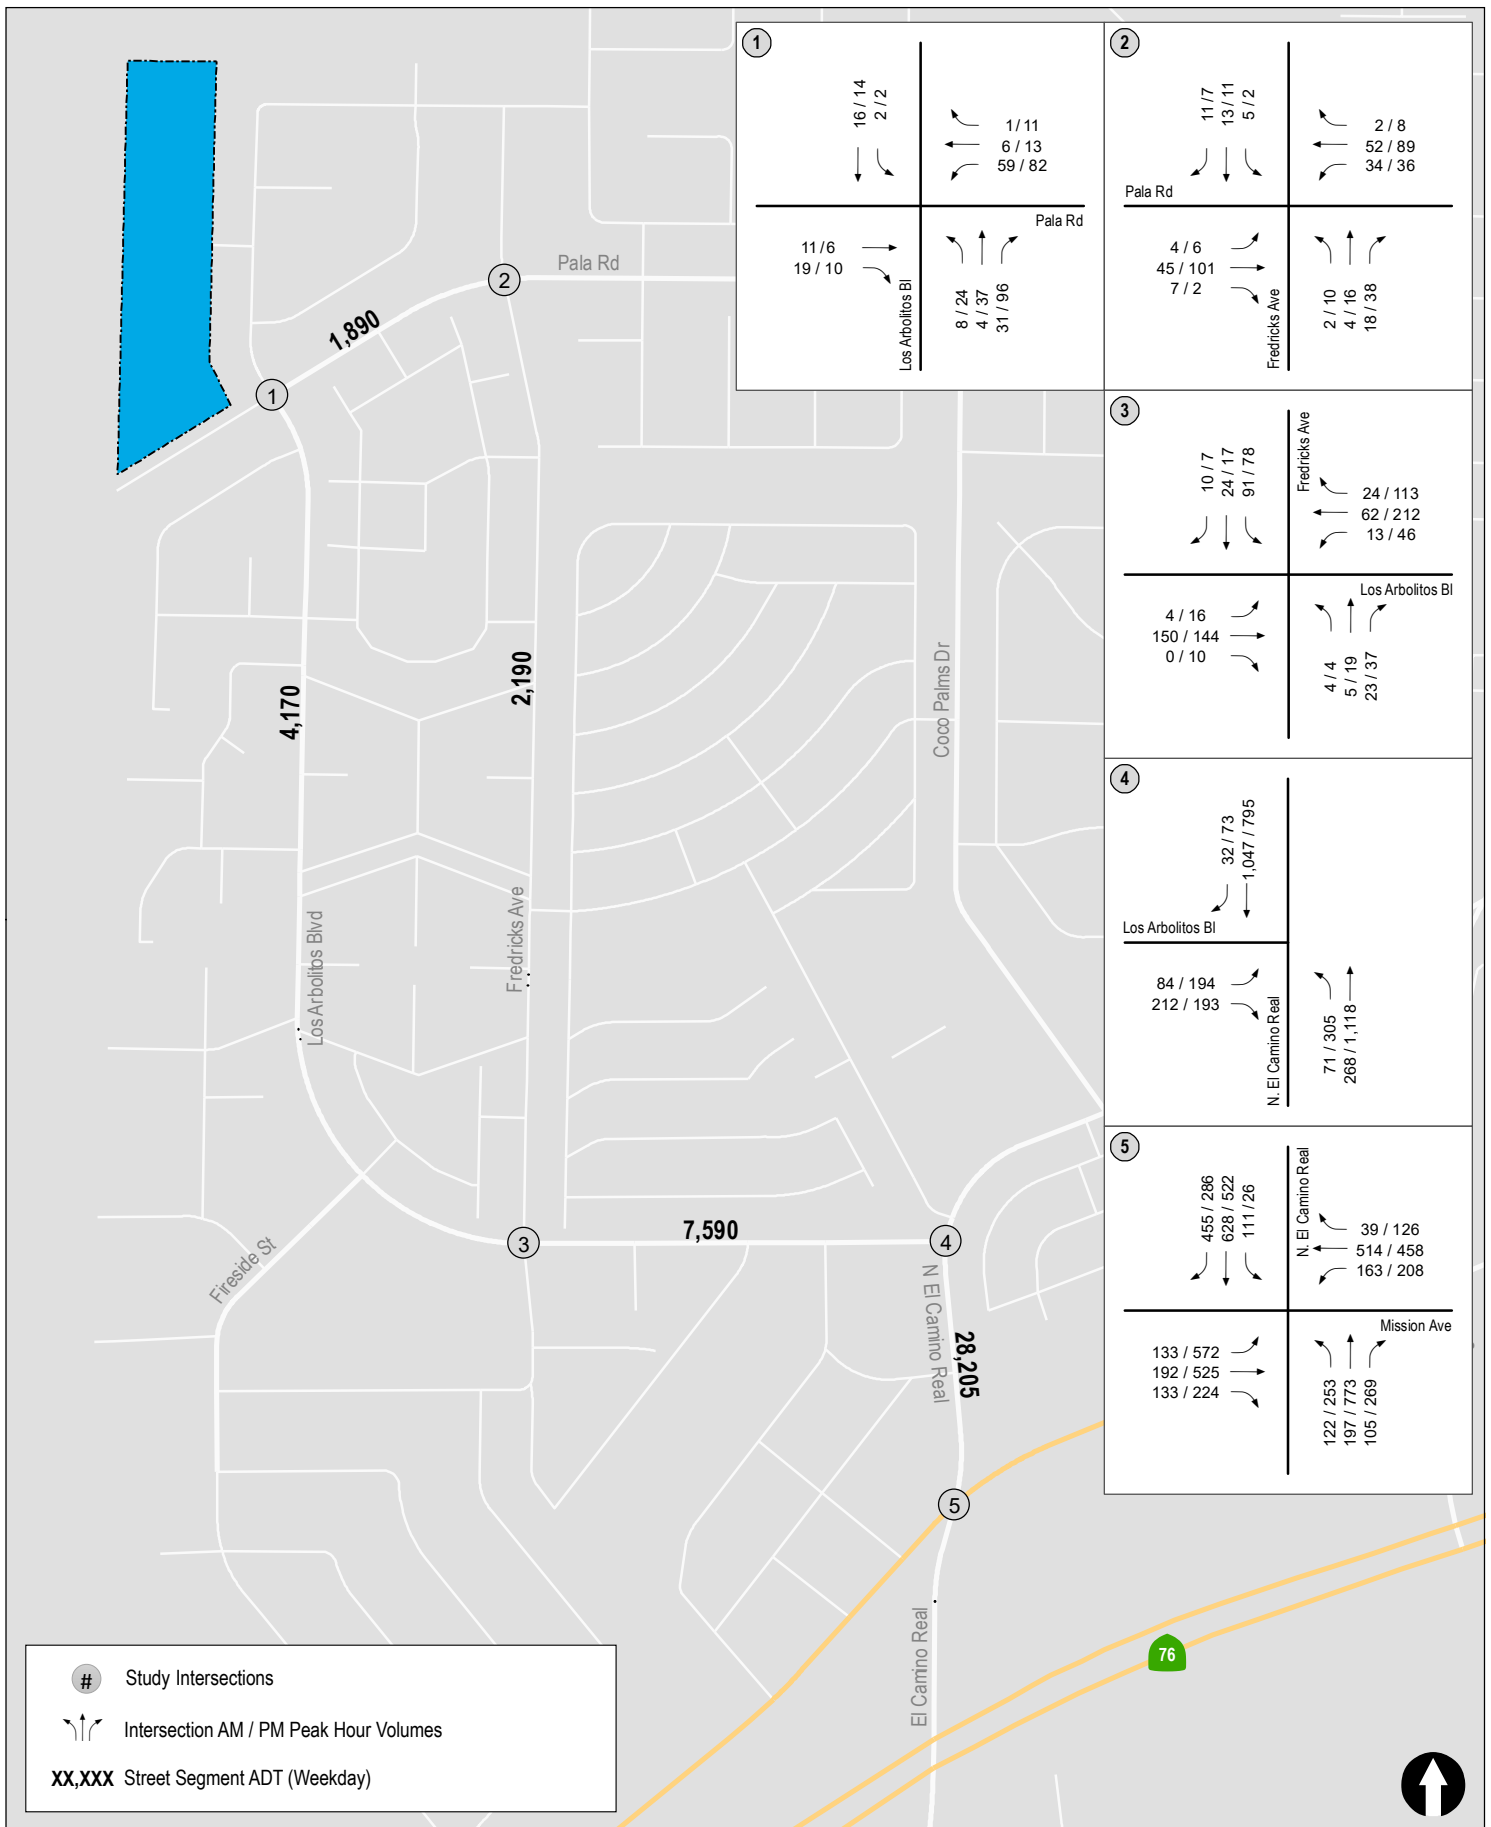 1
16 / 14
2 / 2
1 / 11
6 / 13
59 / 82
Pala Rd
11 / 6
19 / 10
Los Arbolitos Bl
8 / 24
4 / 37
31 / 96
2
11 / 7
13 / 11
5 / 2
2 / 8
52 / 89
34 / 36
Pala Rd
4 / 6
45 / 101
7 / 2
Fredricks Ave
2 / 10
4 / 16
18 / 38
3
10 / 7
24 / 17
91 / 78
Fredricks Ave
24 / 113
62 / 212
13 / 46
Los Arbolitos Bl
4 / 16
150 / 144
0 / 10
4 / 4
5 / 19
23 / 37
4
32 / 73
1,047 / 795
Los Arbolitos Bl
84 / 194
212 / 193
N. El Camino Real
71 / 305
268 / 1,118
5
455 / 286
628 / 522
111 / 26
N. El Camino Real
39 / 126
514 / 458
163 / 208
Mission Ave
133 / 572
192 / 525
133 / 224
122 / 253
197 / 773
105 / 269
Pala Rd
2
1,890
1
2,190
4,170
Coco Palms Dr
Fredricks Ave
Los Arbolitos Blvd
7,590
3
4
Fireside St
N El Camino Real
28,205
5
El Camino Real
76
# Study Intersections
Intersection AM / PM Peak Hour Volumes
XX,XXX Street Segment ADT (Weekday)